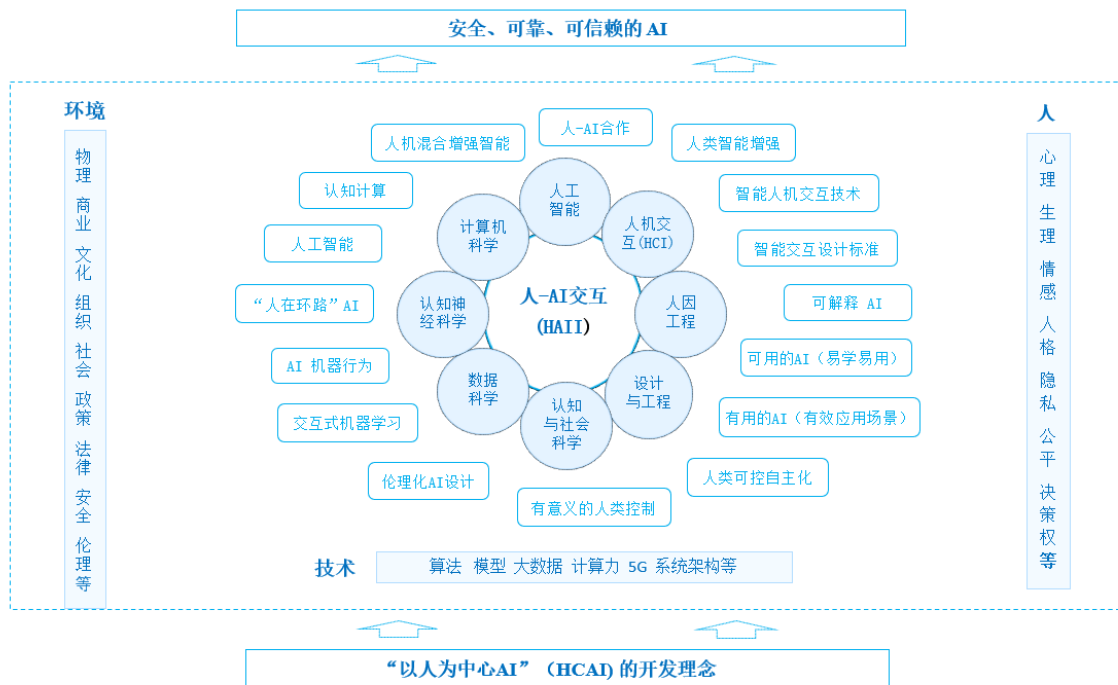 安全、可靠、可信赖的 AI
环境
物理 商业 文化 组织 社会 政策 法律 安全 伦理等
人
心理 生理 情感 人格 隐私 公平 决策权等
人-AI合作
人机混合增强智能
人类智能增强
认知计算
智能人机交互技术
人工智能
智能交互设计标准
“人在环路”AI
可解释 AI
AI 机器行为
可用的AI（易学易用）
交互式机器学习
有用的AI（有效应用场景）
伦理化AI设计
人类可控自主化
有意义的人类控制
人工
智能
人机交
互(HCI)
人因
工程
设计
与工程
认知
与社会
科学
数据
科学
认知神
经科学
计算机
科学
人-AI交互
(HAII)
技术
算法 模型 大数据 计算力 5G 系统架构等
“以人为中心AI”（HCAI) 的开发理念